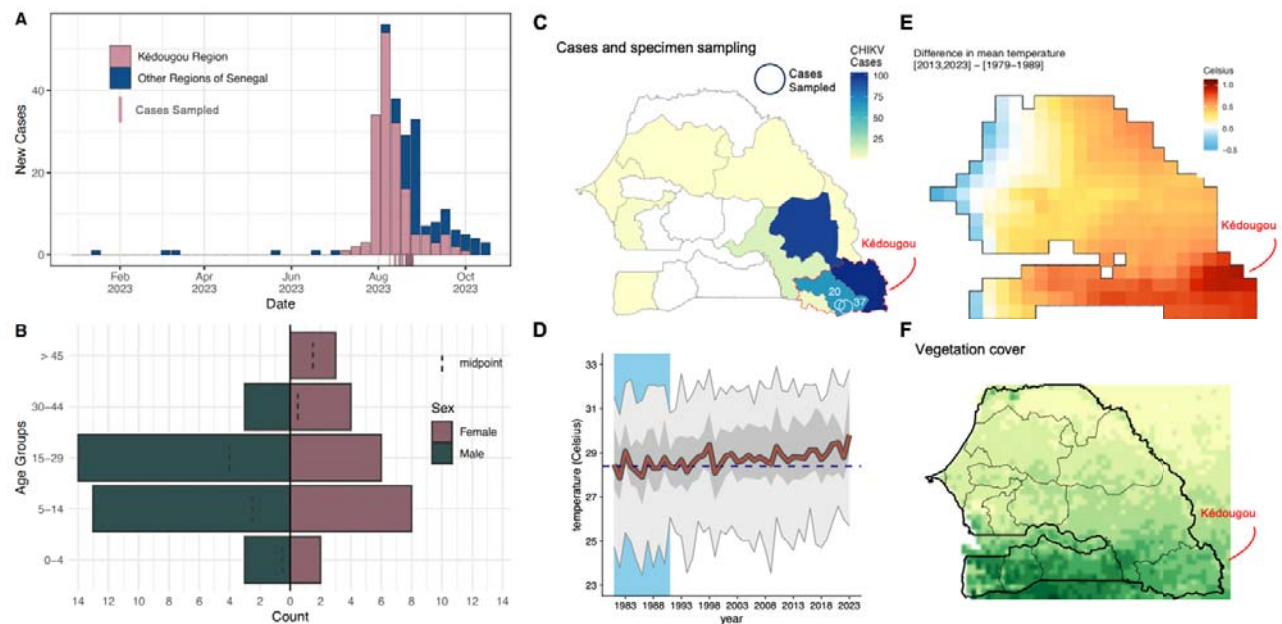 A
New Cases
40
20
0
Kédougou Region
Other Regions of Senegal
Cases Sampled
Feb
2023
Apr
2023
Jun
2023
Aug
2023
Oct
2023
Date
B
Age Groups
> 45
30–44
15–29
5–14
0–4
midpoint
Sex
Female
Male
14 12 10 8 6 4 2 0 2 4 6 8 10 12 14
Count
C
Cases and specimen sampling
Cases
Sampled
CHIKV
Cases
100
75
50
25
Kédougou
20
37
D
temperature (Celsius)
33
31
29
27
25
23
1983 1988 1993 1998 2003 2008 2013 2018 2023
year
E
Difference in mean temperature
[2013,2023] – [1979–1989]
Celsius
1.0
0.5
0.0
−0.5
Kédougou
F
Vegetation cover
Kédougou